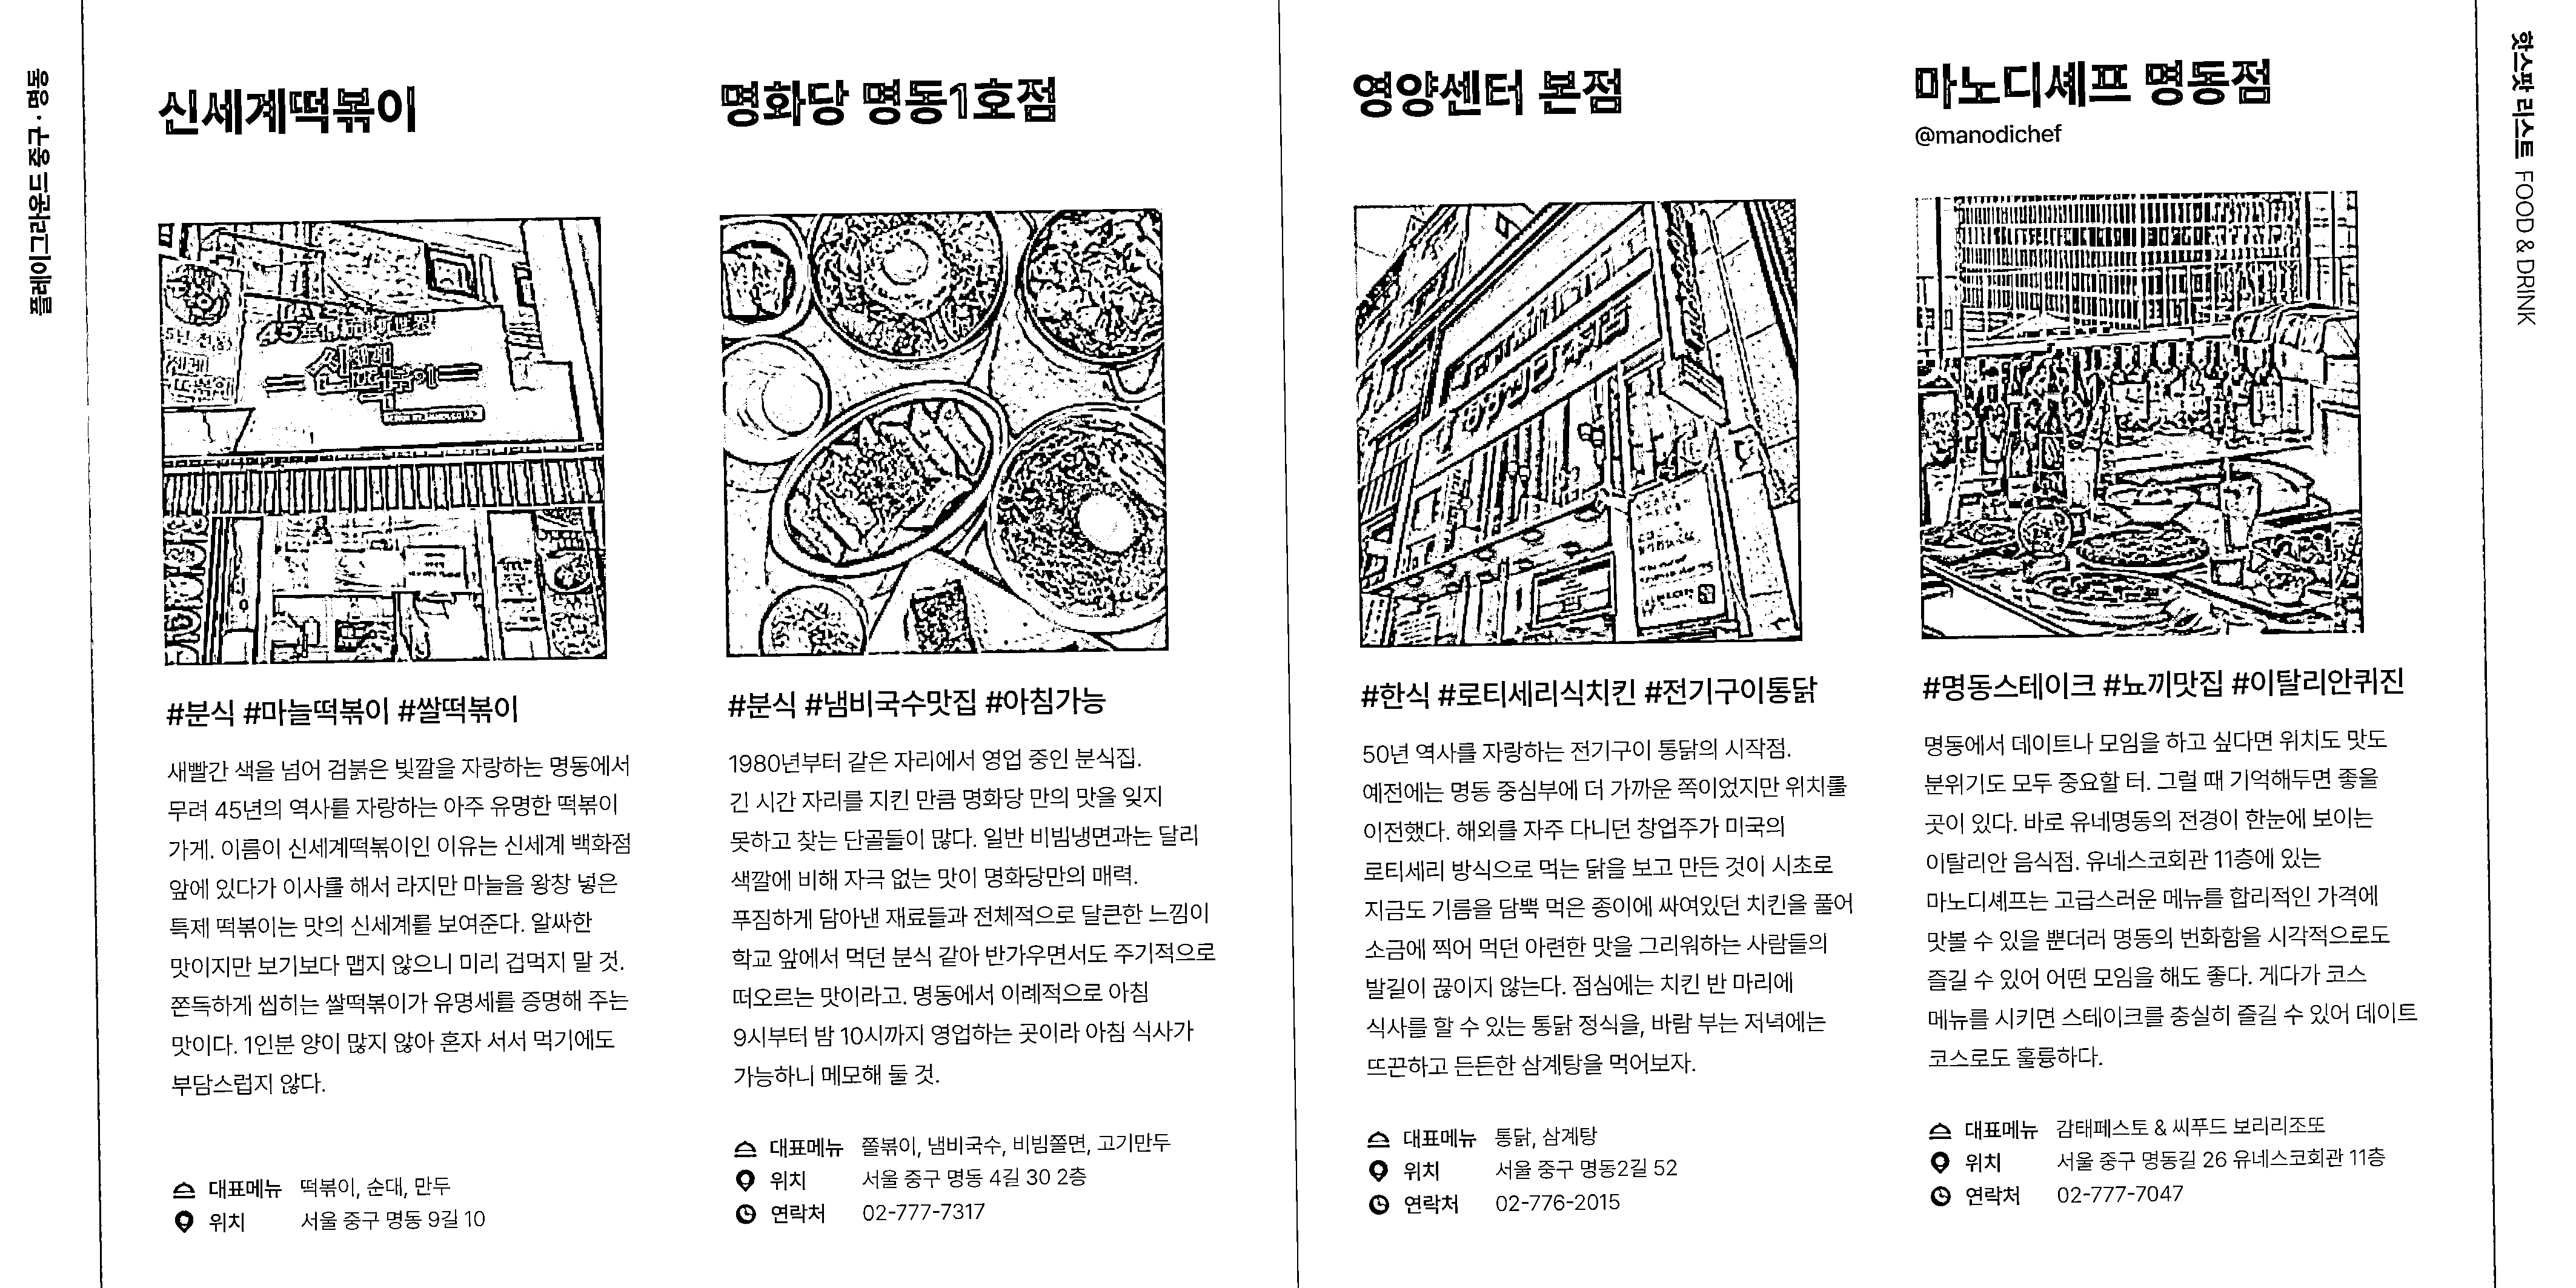 플레이그라운드 중구 · 명동
신세계떡볶이
#분식 #마늘떡볶이 #쌀떡볶이
새빨간 색을 넘어 검붉은 빛깔을 자랑하는 명동에서
무려 45년의 역사를 자랑하는 아주 유명한 떡볶이
가게. 이름이 신세계떡볶이인 이유는 신세계 백화점
앞에 있다가 이사를 해서 라지만 마늘을 왕창 넣은
특제 떡볶이는 맛의 신세계를 보여준다. 알싸한
맛이지만 보기보다 맵지 않으니 미리 겁먹지 말 것.
쫀득하게 씹히는 쌀떡볶이가 유명세를 증명해 주는
맛이다. 1인분 양이 많지 않아 혼자 서서 먹기에도
부담스럽지 않다.
대표메뉴 떡볶이, 순대, 만두
위치 서울 중구 명동 9길 10
명화당 명동1호점
#분식 #냄비국수맛집 #아침가능
1980년부터 같은 자리에서 영업 중인 분식집.
긴 시간 자리를 지킨 만큼 명화당 만의 맛을 잊지
못하고 찾는 단골들이 많다. 일반 비빔냉면과는 달리
색깔에 비해 자극 없는 맛이 명화당만의 매력.
푸짐하게 담아낸 재료들과 전체적으로 달큰한 느낌이
학교 앞에서 먹던 분식 같아 반가우면서도 주기적으로
떠오르는 맛이라고. 명동에서 이례적으로 아침
9시부터 밤 10시까지 영업하는 곳이라 아침 식사가
가능하니 메모해 둘 것.
대표메뉴 쫄볶이, 냄비국수, 비빔쫄면, 고기만두
위치 서울 중구 명동 4길 30 2층
연락처 02-777-7317
영양센터 본점
#한식 #로티세리식치킨 #전기구이통닭
50년 역사를 자랑하는 전기구이 통닭의 시작점.
예전에는 명동 중심부에 더 가까운 쪽이었지만 위치를
이전했다. 해외를 자주 다니던 창업주가 미국의
로티세리 방식으로 먹는 닭을 보고 만든 것이 시초로
지금도 기름을 담뿍 먹은 종이에 싸여있던 치킨을 풀어
소금에 찍어 먹던 아련한 맛을 그리워하는 사람들의
발길이 끊이지 않는다. 점심에는 치킨 반 마리에
식사를 할 수 있는 통닭 정식을, 바람 부는 저녁에는
뜨끈하고 든든한 삼계탕을 먹어보자.
대표메뉴 통닭, 삼계탕
위치 서울 중구 명동2길 52
연락처 02-776-2015
마노디셰프 명동점
@manodichef
#명동스테이크 #뇨끼맛집 #이탈리안퀴진
명동에서 데이트나 모임을 하고 싶다면 위치도 맛도
분위기도 모두 중요할 터. 그럴 때 기억해두면 좋을
곳이 있다. 바로 유네명동의 전경이 한눈에 보이는
이탈리안 음식점. 유네스코회관 11층에 있는
마노디셰프는 고급스러운 메뉴를 합리적인 가격에
맛볼 수 있을 뿐더러 명동의 번화함을 시각적으로도
즐길 수 있어 어떤 모임을 해도 좋다. 게다가 코스
메뉴를 시키면 스테이크를 충실히 즐길 수 있어 데이트
코스로도 훌륭하다.
대표메뉴 감태페스토 & 씨푸드 보리리조또
위치 서울 중구 명동길 26 유네스코회관 11층
연락처 02-777-7047
핫스팟 리스트 FOOD & DRINK